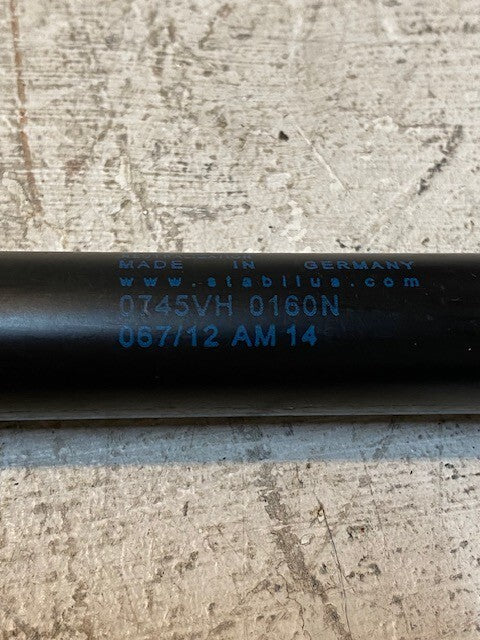 MADE IN GERMANY
www.stabilus.com
0745VH 0160N
067/12 AM 14